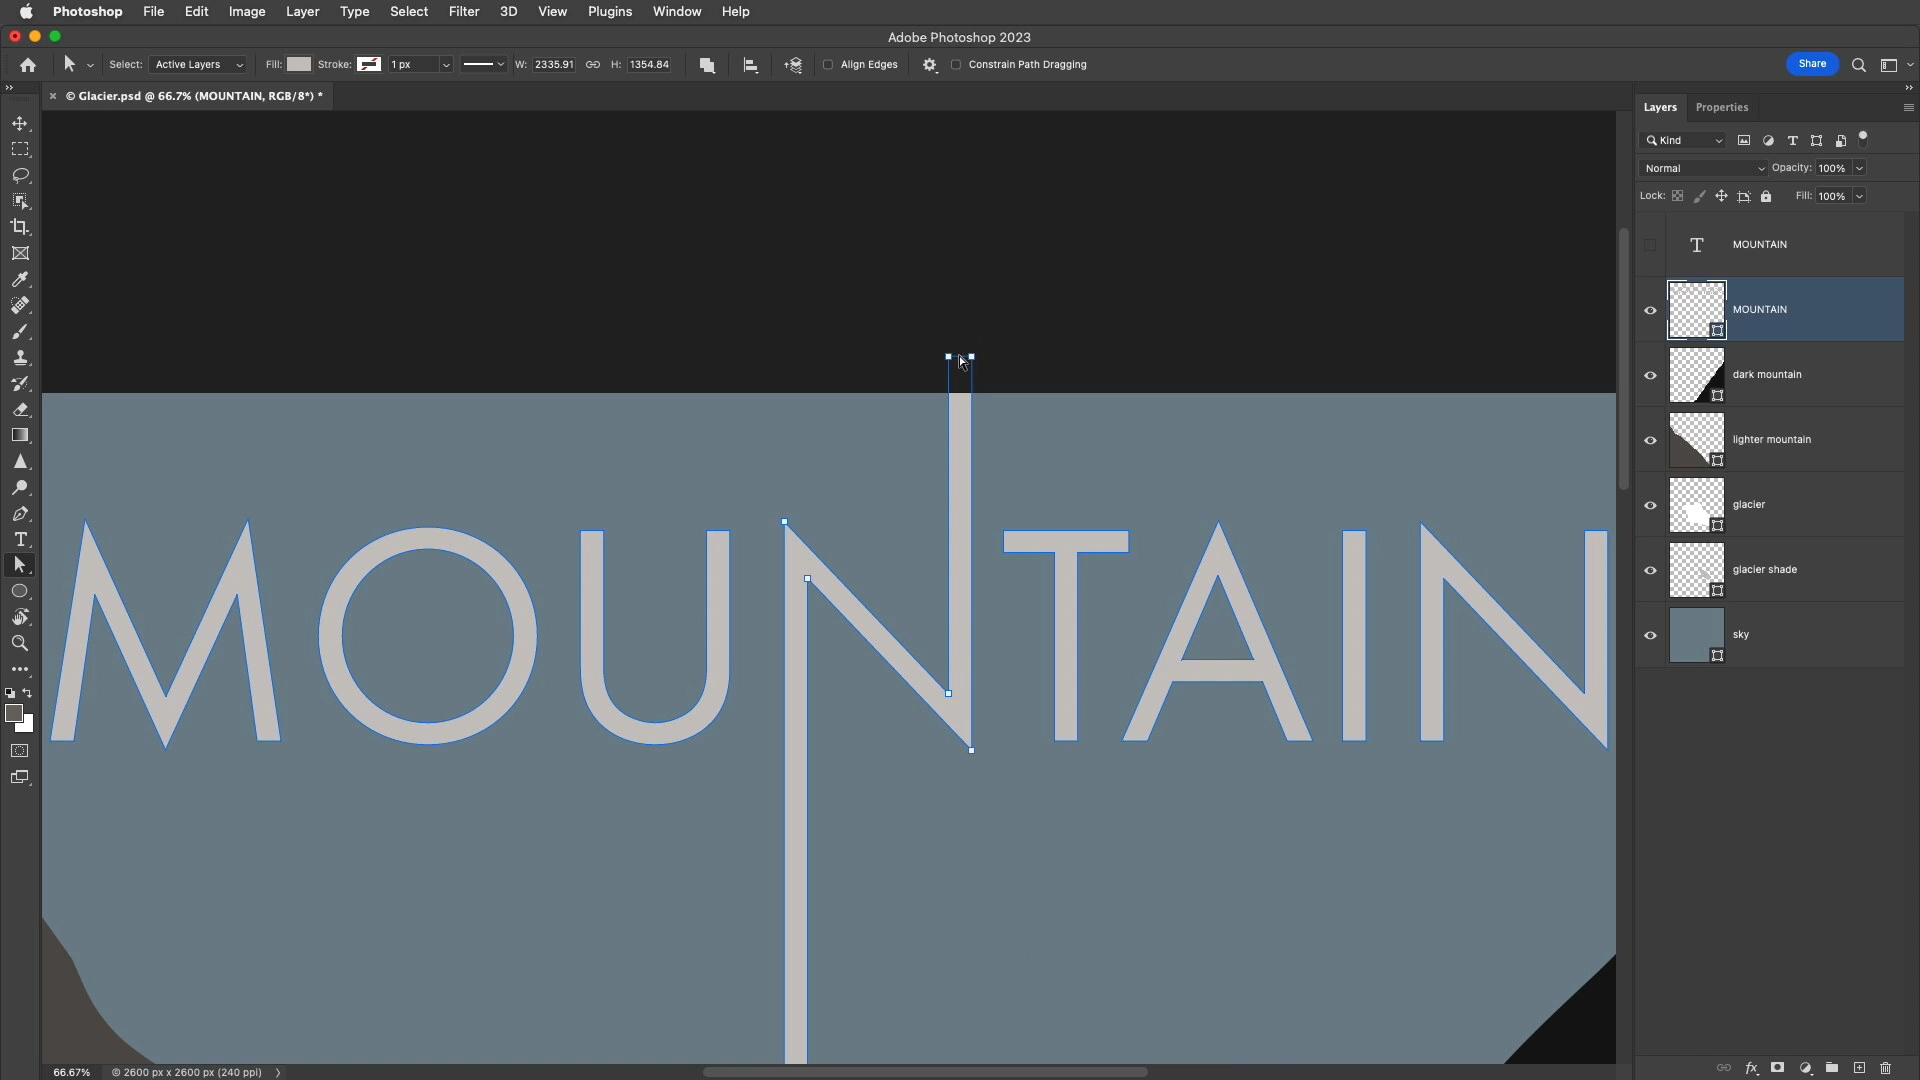 Photoshop File Edit Image Layer Type Select Filter 3D View Plugins Window Help
Adobe Photoshop 2023
Select: Active Layers Fill: Stroke: 1 px W: 2335.91 H: 1354.84 Align Edges Constrain Path Dragging Share
× © Glacier.psd @ 66.7% (MOUNTAIN, RGB/8*) *
Layers Properties
Kind
Normal Opacity: 100%
Lock: Fill: 100%
T MOUNTAIN
MOUNTAIN
dark mountain
lighter mountain
glacier
glacier shade
sky
MOUNTAIN
66.67% © 2600 px x 2600 px (240 ppi)
fx